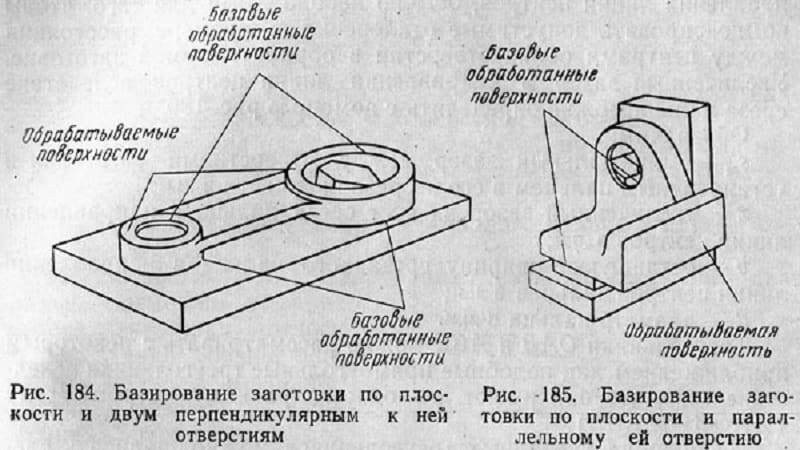 Базовые
обработанные
поверхности
Обрабатываемые
поверхности
Базовые
обработанные
поверхности
Рис. 184. Базирование заготовки по плос-
кости и двум перпендикулярным к ней
отверстиям
Базовые
обработанные
поверхности
Обрабатываемая
поверхность
Рис. 185. Базирование заго-
товки по плоскости и парал-
лельному ей отверстию